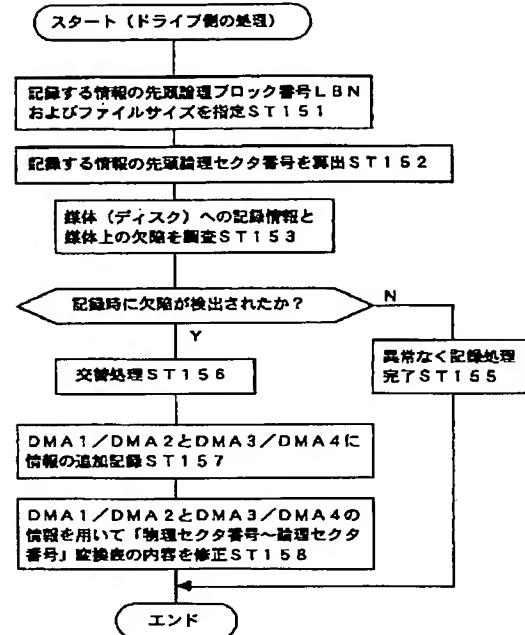 スタート（ドライブ側の処理）
記録する情報の先頭論理ブロック番号LBN
およびファイルサイズを指定ST151
記録する情報の先頭論理セクタ番号を算出ST152
媒体（ディスク）への記録情報と
媒体上の欠陥を調査ST153
記録時に欠陥が検出されたか？
N
Y
交替処理ST156
異常なく記録処理
完了ST155
DMA1／DMA2とDMA3／DMA4に
情報の追加記録ST157
DMA1／DMA2とDMA3／DMA4の
情報を用いて「物理セクタ番号～論理セクタ
番号」変換表の内容を修正ST158
エンド